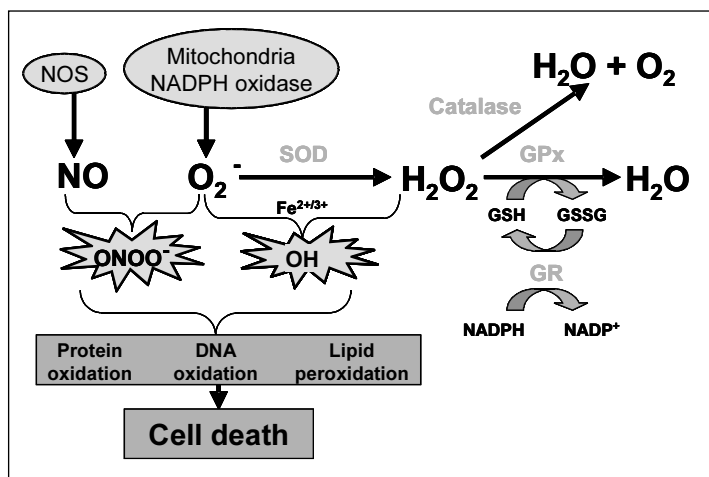 NOS
Mitochondria
NADPH oxidase
H₂O + O₂
Catalase
NO
O₂⁻
SOD
H₂O₂
GPx
H₂O
Fe²⁺/³⁺
GSH
GSSG
ONOO⁻
OH
GR
NADPH
NADP⁺
Protein
oxidation
DNA
oxidation
Lipid
peroxidation
Cell death